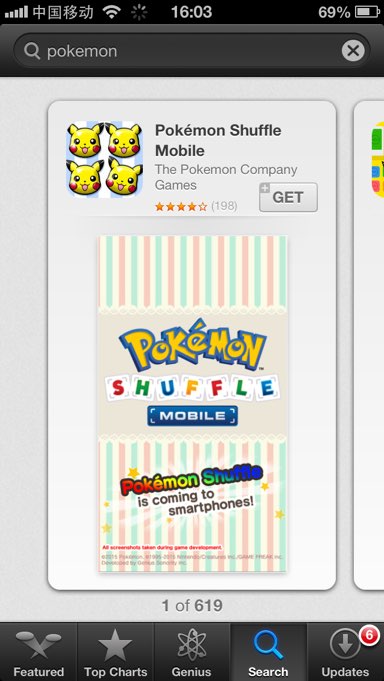 中国移动 16:03 69%
pokemon
Pokémon Shuffle
Mobile
The Pokemon Company
Games
(198)
GET
POKéMON
SHUFFLE
MOBILE
Pokémon Shuffle
is coming to
smartphones!
All screenshots taken during game development.
©2015 Pokémon. ©1995-2015 Nintendo/Creatures Inc./GAME FREAK inc.
Developed by Genius Sonority Inc.
1 of 619
6
Featured Top Charts Genius Search Updates